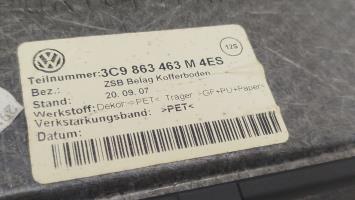 Teilnummer: 3C9 863 463 M 4ES
Bez.: ZSB Belag Kofferboden
Stand: 20.09.07
Werkstoff: Dekor >PET< Träger >GF+PU+Paper<
Verstärkungsband: >PET<
Datum:
12S